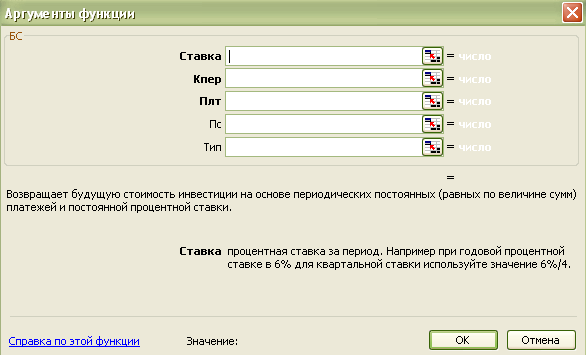 Аргументы функции
БС
Ставка = число
Кпер = число
Плт = число
Пс = число
Тип = число
=
Возвращает будущую стоимость инвестиции на основе периодических постоянных (равных по величине сумм)
платежей и постоянной процентной ставки.
Ставка процентная ставка за период. Например при годовой процентной
ставке в 6% для квартальной ставки используйте значение 6%/4.
Справка по этой функции Значение: ОК Отмена